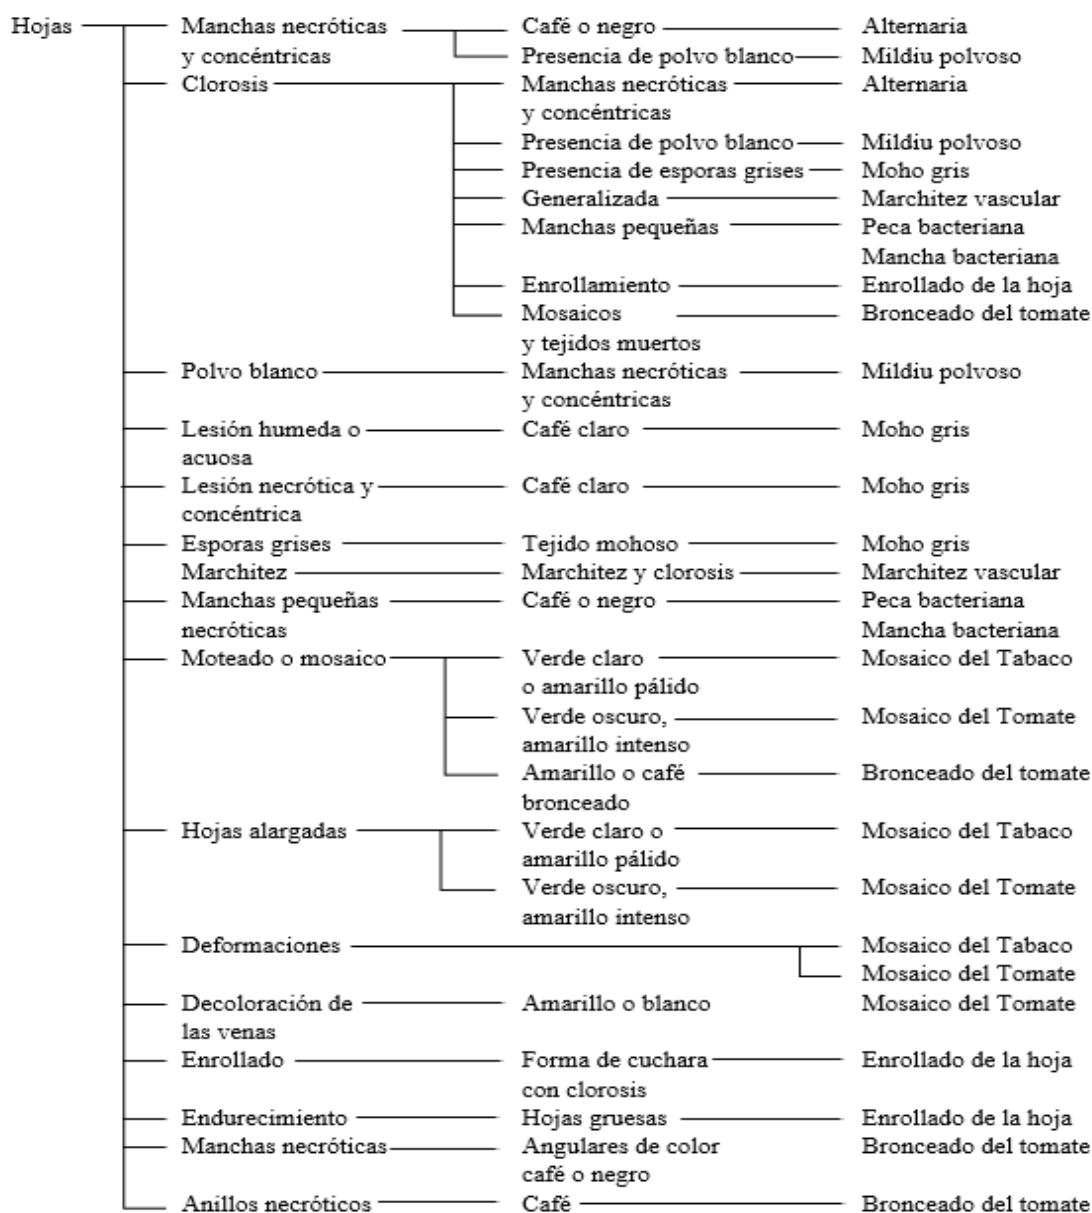 Hojas Manchas necróticas Café o negro Alternaria
y concéntricas Presencia de polvo blanco Mildiu polvoso
Clorosis Manchas necróticas Alternaria
y concéntricas
Presencia de polvo blanco Mildiu polvoso
Presencia de esporas grises Moho gris
Generalizada Marchitez vascular
Manchas pequeñas Peca bacteriana
Mancha bacteriana
Enrollamiento Enrollado de la hoja
Mosaicos Bronceado del tomate
y tejidos muertos
Polvo blanco Manchas necróticas Mildiu polvoso
y concéntricas
Lesión humeda o Café claro Moho gris
acuosa
Lesión necrótica y Café claro Moho gris
concéntrica
Esporas grises Tejido mohoso Moho gris
Marchitez Marchitez y clorosis Marchitez vascular
Manchas pequeñas Café o negro Peca bacteriana
necróticas Mancha bacteriana
Moteado o mosaico Verde claro Mosaico del Tabaco
o amarillo pálido
Verde oscuro, Mosaico del Tomate
amarillo intenso
Amarillo o café Bronceado del tomate
bronceado
Hojas alargadas Verde claro o Mosaico del Tabaco
amarillo pálido
Verde oscuro, Mosaico del Tomate
amarillo intenso
Deformaciones Mosaico del Tabaco
Mosaico del Tomate
Decoloración de Amarillo o blanco Mosaico del Tomate
las venas
Enrollado Forma de cuchara Enrollado de la hoja
con clorosis
Endurecimiento Hojas gruesas Enrollado de la hoja
Manchas necróticas Angulares de color Bronceado del tomate
café o negro
Anillos necróticos Café Bronceado del tomate